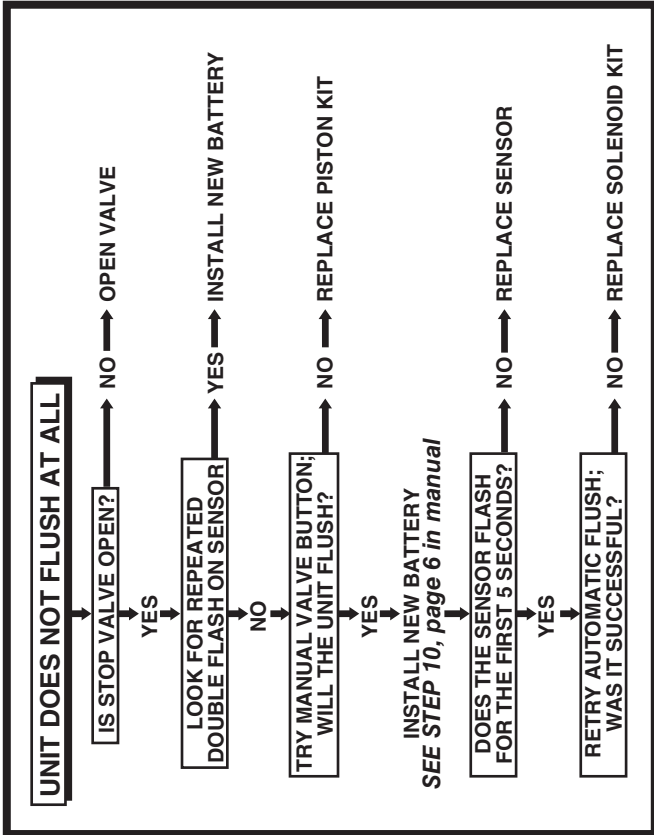 UNIT DOES NOT FLUSH AT ALL
IS STOP VALVE OPEN?
NO
OPEN VALVE
YES
LOOK FOR REPEATED
DOUBLE FLASH ON SENSOR
YES
INSTALL NEW BATTERY
NO
TRY MANUAL VALVE BUTTON;
WILL THE UNIT FLUSH?
NO
REPLACE PISTON KIT
YES
INSTALL NEW BATTERY
SEE STEP 10, page 6 in manual
DOES THE SENSOR FLASH
FOR THE FIRST 5 SECONDS?
NO
REPLACE SENSOR
YES
RETRY AUTOMATIC FLUSH;
WAS IT SUCCESSFUL?
NO
REPLACE SOLENOID KIT